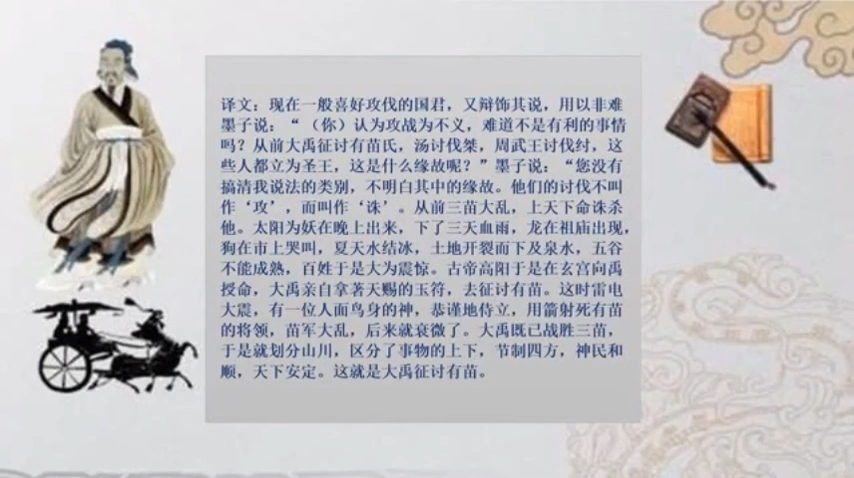 译文：现在一般喜好攻伐的国君，又辩饰其说，用以非难
墨子说：“ （你）认为攻战为不义，难道不是有利的事情
吗？从前大禹征讨有苗氏，汤讨伐桀，周武王讨伐纣，这
些人都立为圣王，这是什么缘故呢？”墨子说：“您没有
搞清我说法的类别，不明白其中的缘故。他们的讨伐不叫
作‘攻’，而叫作‘诛’。从前三苗大乱，上天下命诛杀
他。太阳为妖在晚上出来，下了三天血雨，龙在祖庙出现，
狗在市上哭叫，夏天水结冰，土地开裂而下及泉水，五谷
不能成熟，百姓于是大为震惊。古帝高阳于是在玄宫向禹
授命，大禹亲自拿著天赐的玉符，去征讨有苗。这时雷电
大震，有一位人面鸟身的神，恭谨地侍立，用箭射死有苗
的将领，苗军大乱，后来就衰微了。大禹既已战胜三苗，
于是就划分山川，区分了事物的上下，节制四方，神民和
顺，天下安定。这就是大禹征讨有苗。